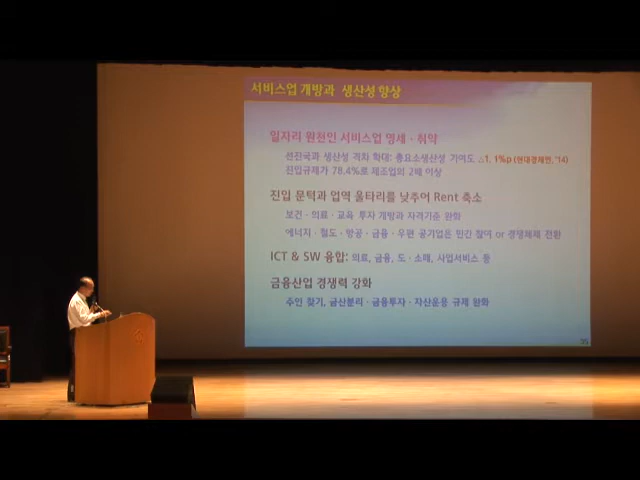 서비스업 개방과 생산성 향상
일자리 원천인 서비스업 영세 · 취약
선진국과 생산성 격차 확대: 총요소생산성 기여도 △1.1%p (현대경제연, '14)
진입규제가 78.4%로 제조업의 2배 이상
진입 문턱과 업역 울타리를 낮추어 Rent 축소
보건 · 의료 · 교육 투자 개방과 자격기준 완화
에너지 · 철도 · 항공 · 금융 · 우편 공기업은 민간 참여 or 경쟁체제 전환
ICT & SW 융합: 의료, 금융, 도 · 소매, 사업서비스 등
금융산업 경쟁력 강화
주인 찾기, 금산분리 · 금융투자 · 자산운용 규제 완화